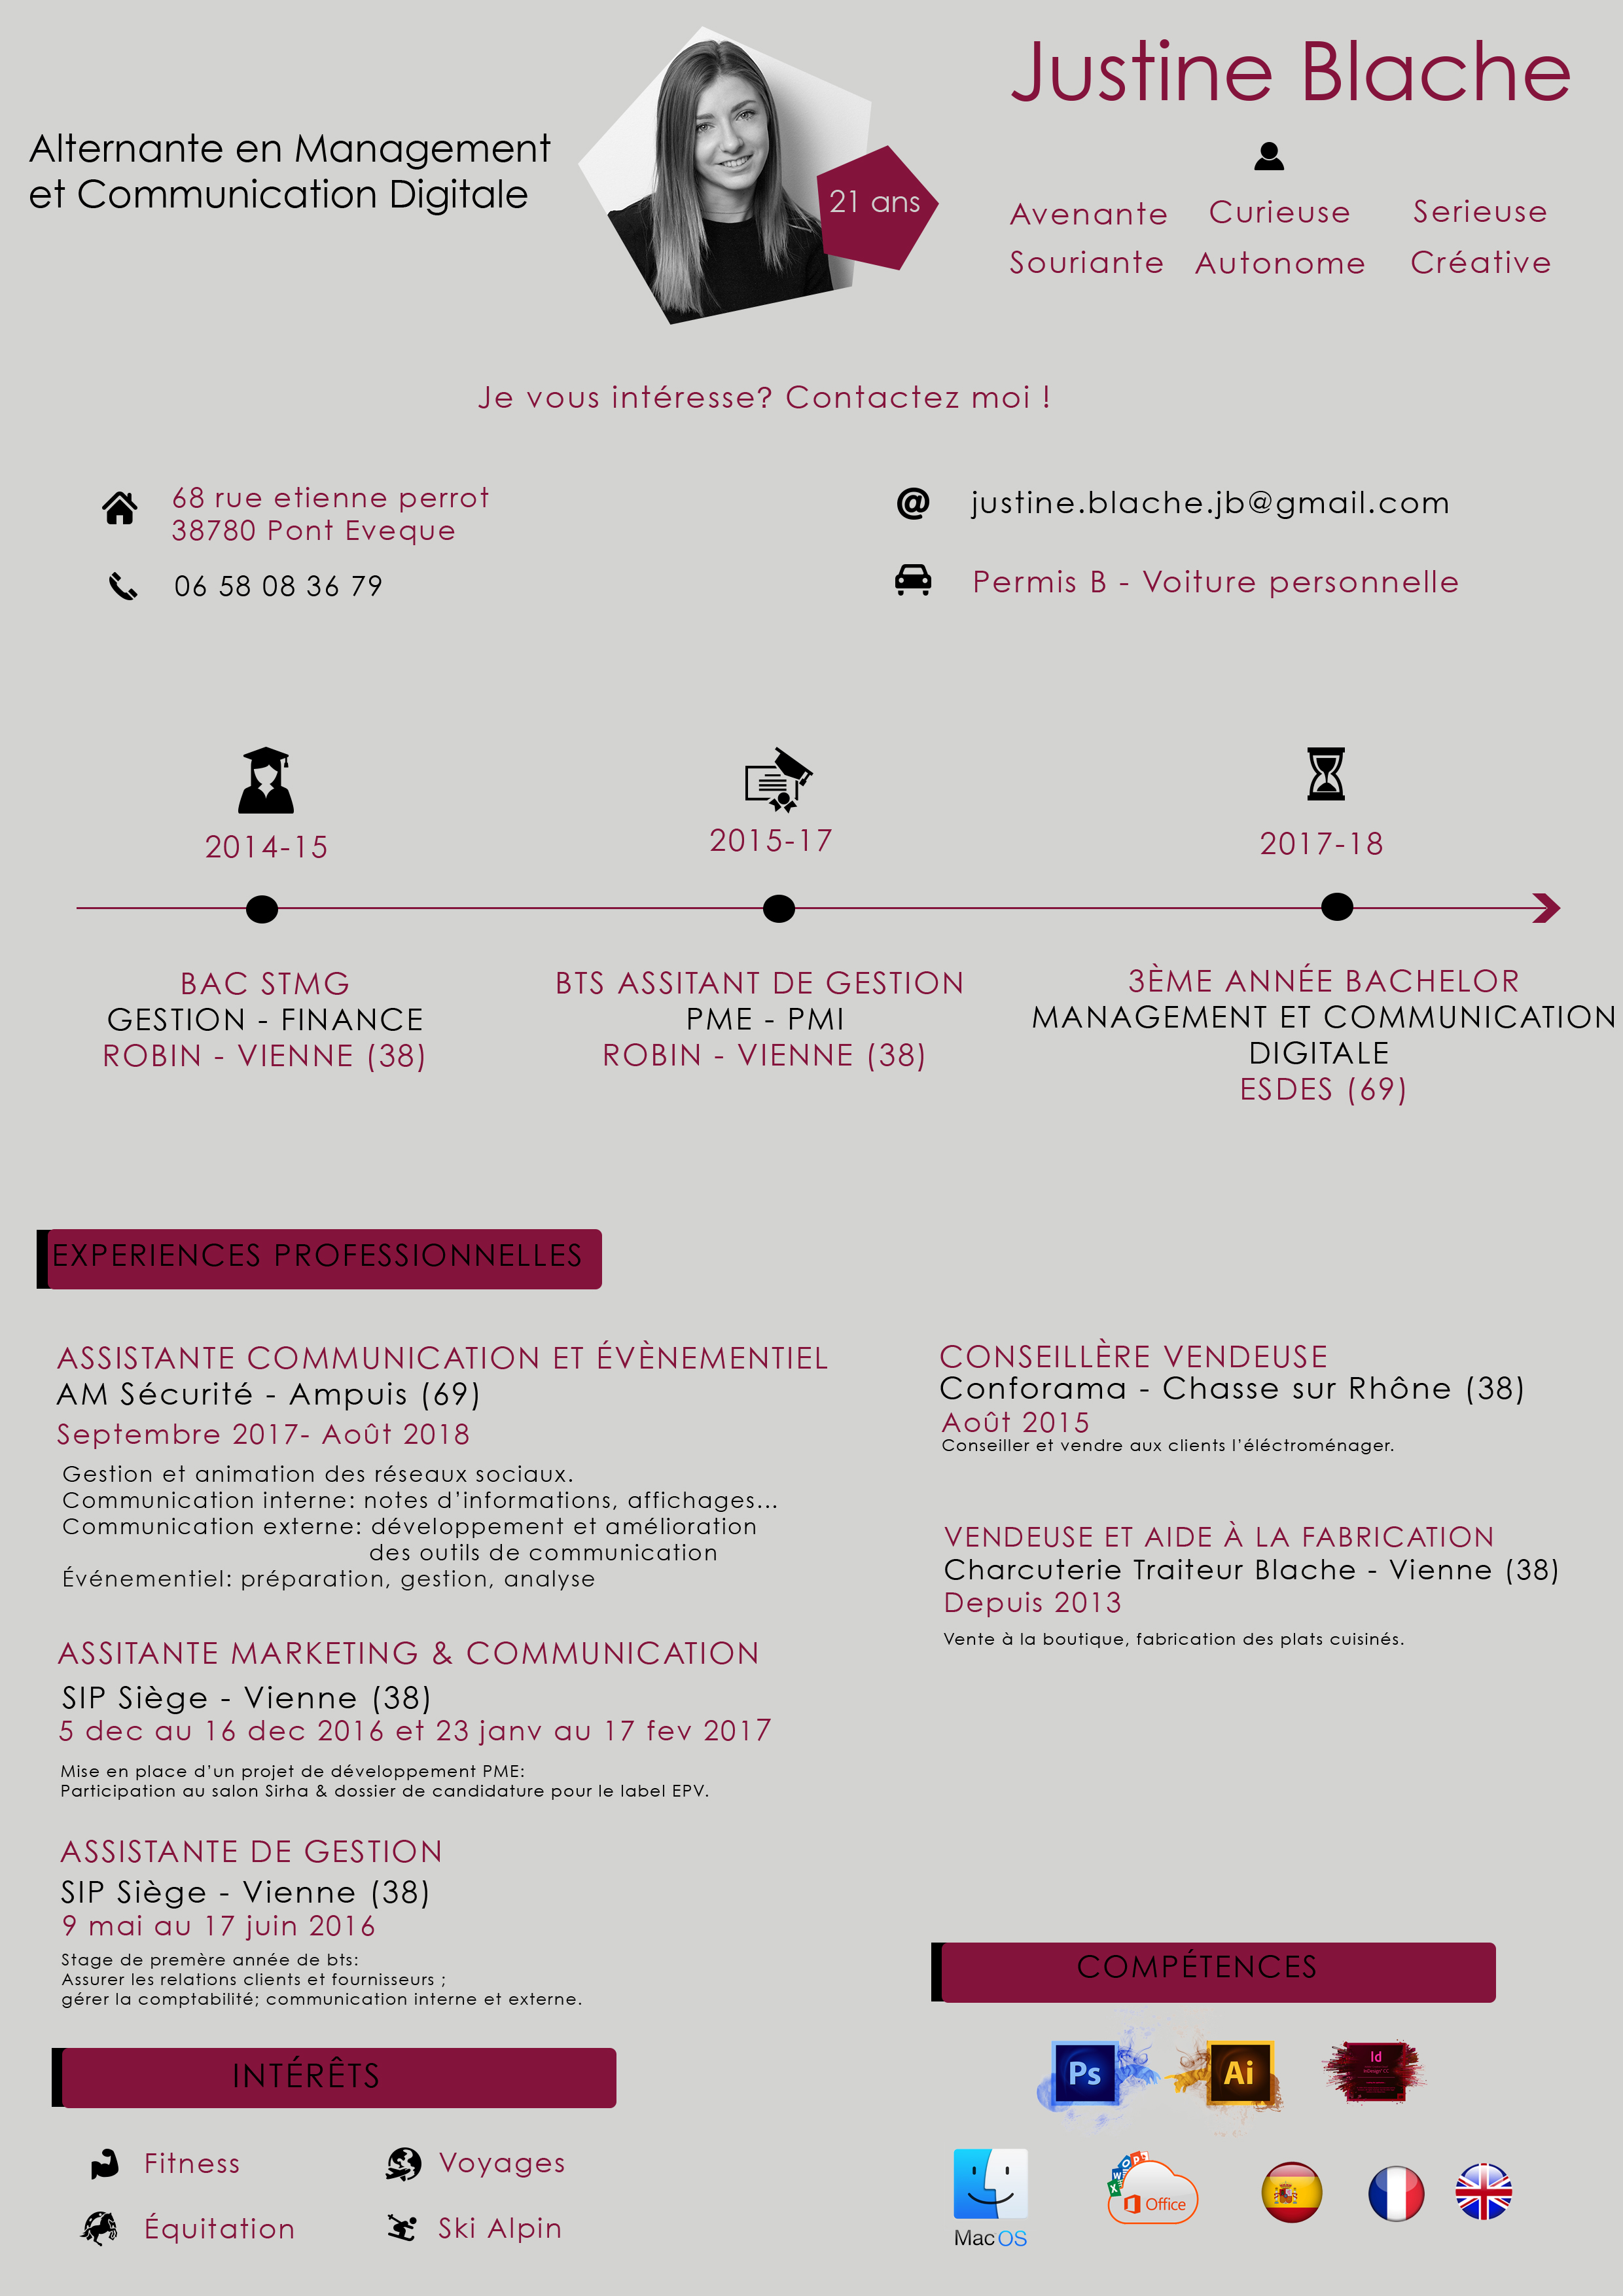 Justine Blache
Alternante en Management
et Communication Digitale
21 ans
Avenante Curieuse Serieuse
Souriante Autonome Créative
Je vous intéresse? Contactez moi !
68 rue etienne perrot
38780 Pont Eveque
06 58 08 36 79
@ justine.blache.jb@gmail.com
Permis B - Voiture personnelle
2014-15
2015-17
2017-18
BAC STMG
GESTION - FINANCE
ROBIN - VIENNE (38)
BTS ASSITANT DE GESTION
PME - PMI
ROBIN - VIENNE (38)
3ÈME ANNÉE BACHELOR
MANAGEMENT ET COMMUNICATION
DIGITALE
ESDES (69)
EXPERIENCES PROFESSIONNELLES
ASSISTANTE COMMUNICATION ET ÉVÈNEMENTIEL
AM Sécurité - Ampuis (69)
Septembre 2017- Août 2018
Gestion et animation des réseaux sociaux.
Communication interne: notes d’informations, affichages...
Communication externe: développement et amélioration
des outils de communication
Événementiel: préparation, gestion, analyse
ASSITANTE MARKETING & COMMUNICATION
SIP Siège - Vienne (38)
5 dec au 16 dec 2016 et 23 janv au 17 fev 2017
Mise en place d’un projet de développement PME:
Participation au salon Sirha & dossier de candidature pour le label EPV.
ASSISTANTE DE GESTION
SIP Siège - Vienne (38)
9 mai au 17 juin 2016
Stage de premère année de bts:
Assurer les relations clients et fournisseurs ;
gérer la comptabilité; communication interne et externe.
CONSEILLÈRE VENDEUSE
Conforama - Chasse sur Rhône (38)
Août 2015
Conseiller et vendre aux clients l’éléctroménager.
VENDEUSE ET AIDE À LA FABRICATION
Charcuterie Traiteur Blache - Vienne (38)
Depuis 2013
Vente à la boutique, fabrication des plats cuisinés.
INTÉRÊTS
Fitness
Voyages
Équitation
Ski Alpin
COMPÉTENCES
Ps
Ai
Id
MacOS
Office